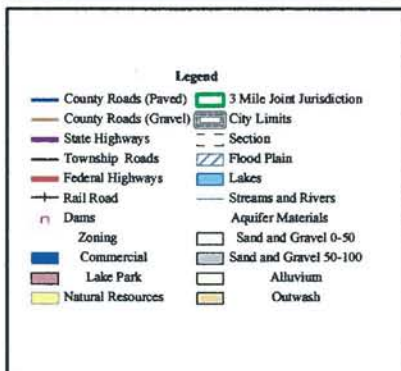 Legend
County Roads (Paved)
County Roads (Gravel)
State Highways
Township Roads
Federal Highways
Rail Road
Dams
Zoning
Commercial
Lake Park
Natural Resources
3 Mile Joint Jurisdiction
City Limits
Section
Flood Plain
Lakes
Streams and Rivers
Aquifer Materials
Sand and Gravel 0-50
Sand and Gravel 50-100
Alluvium
Outwash